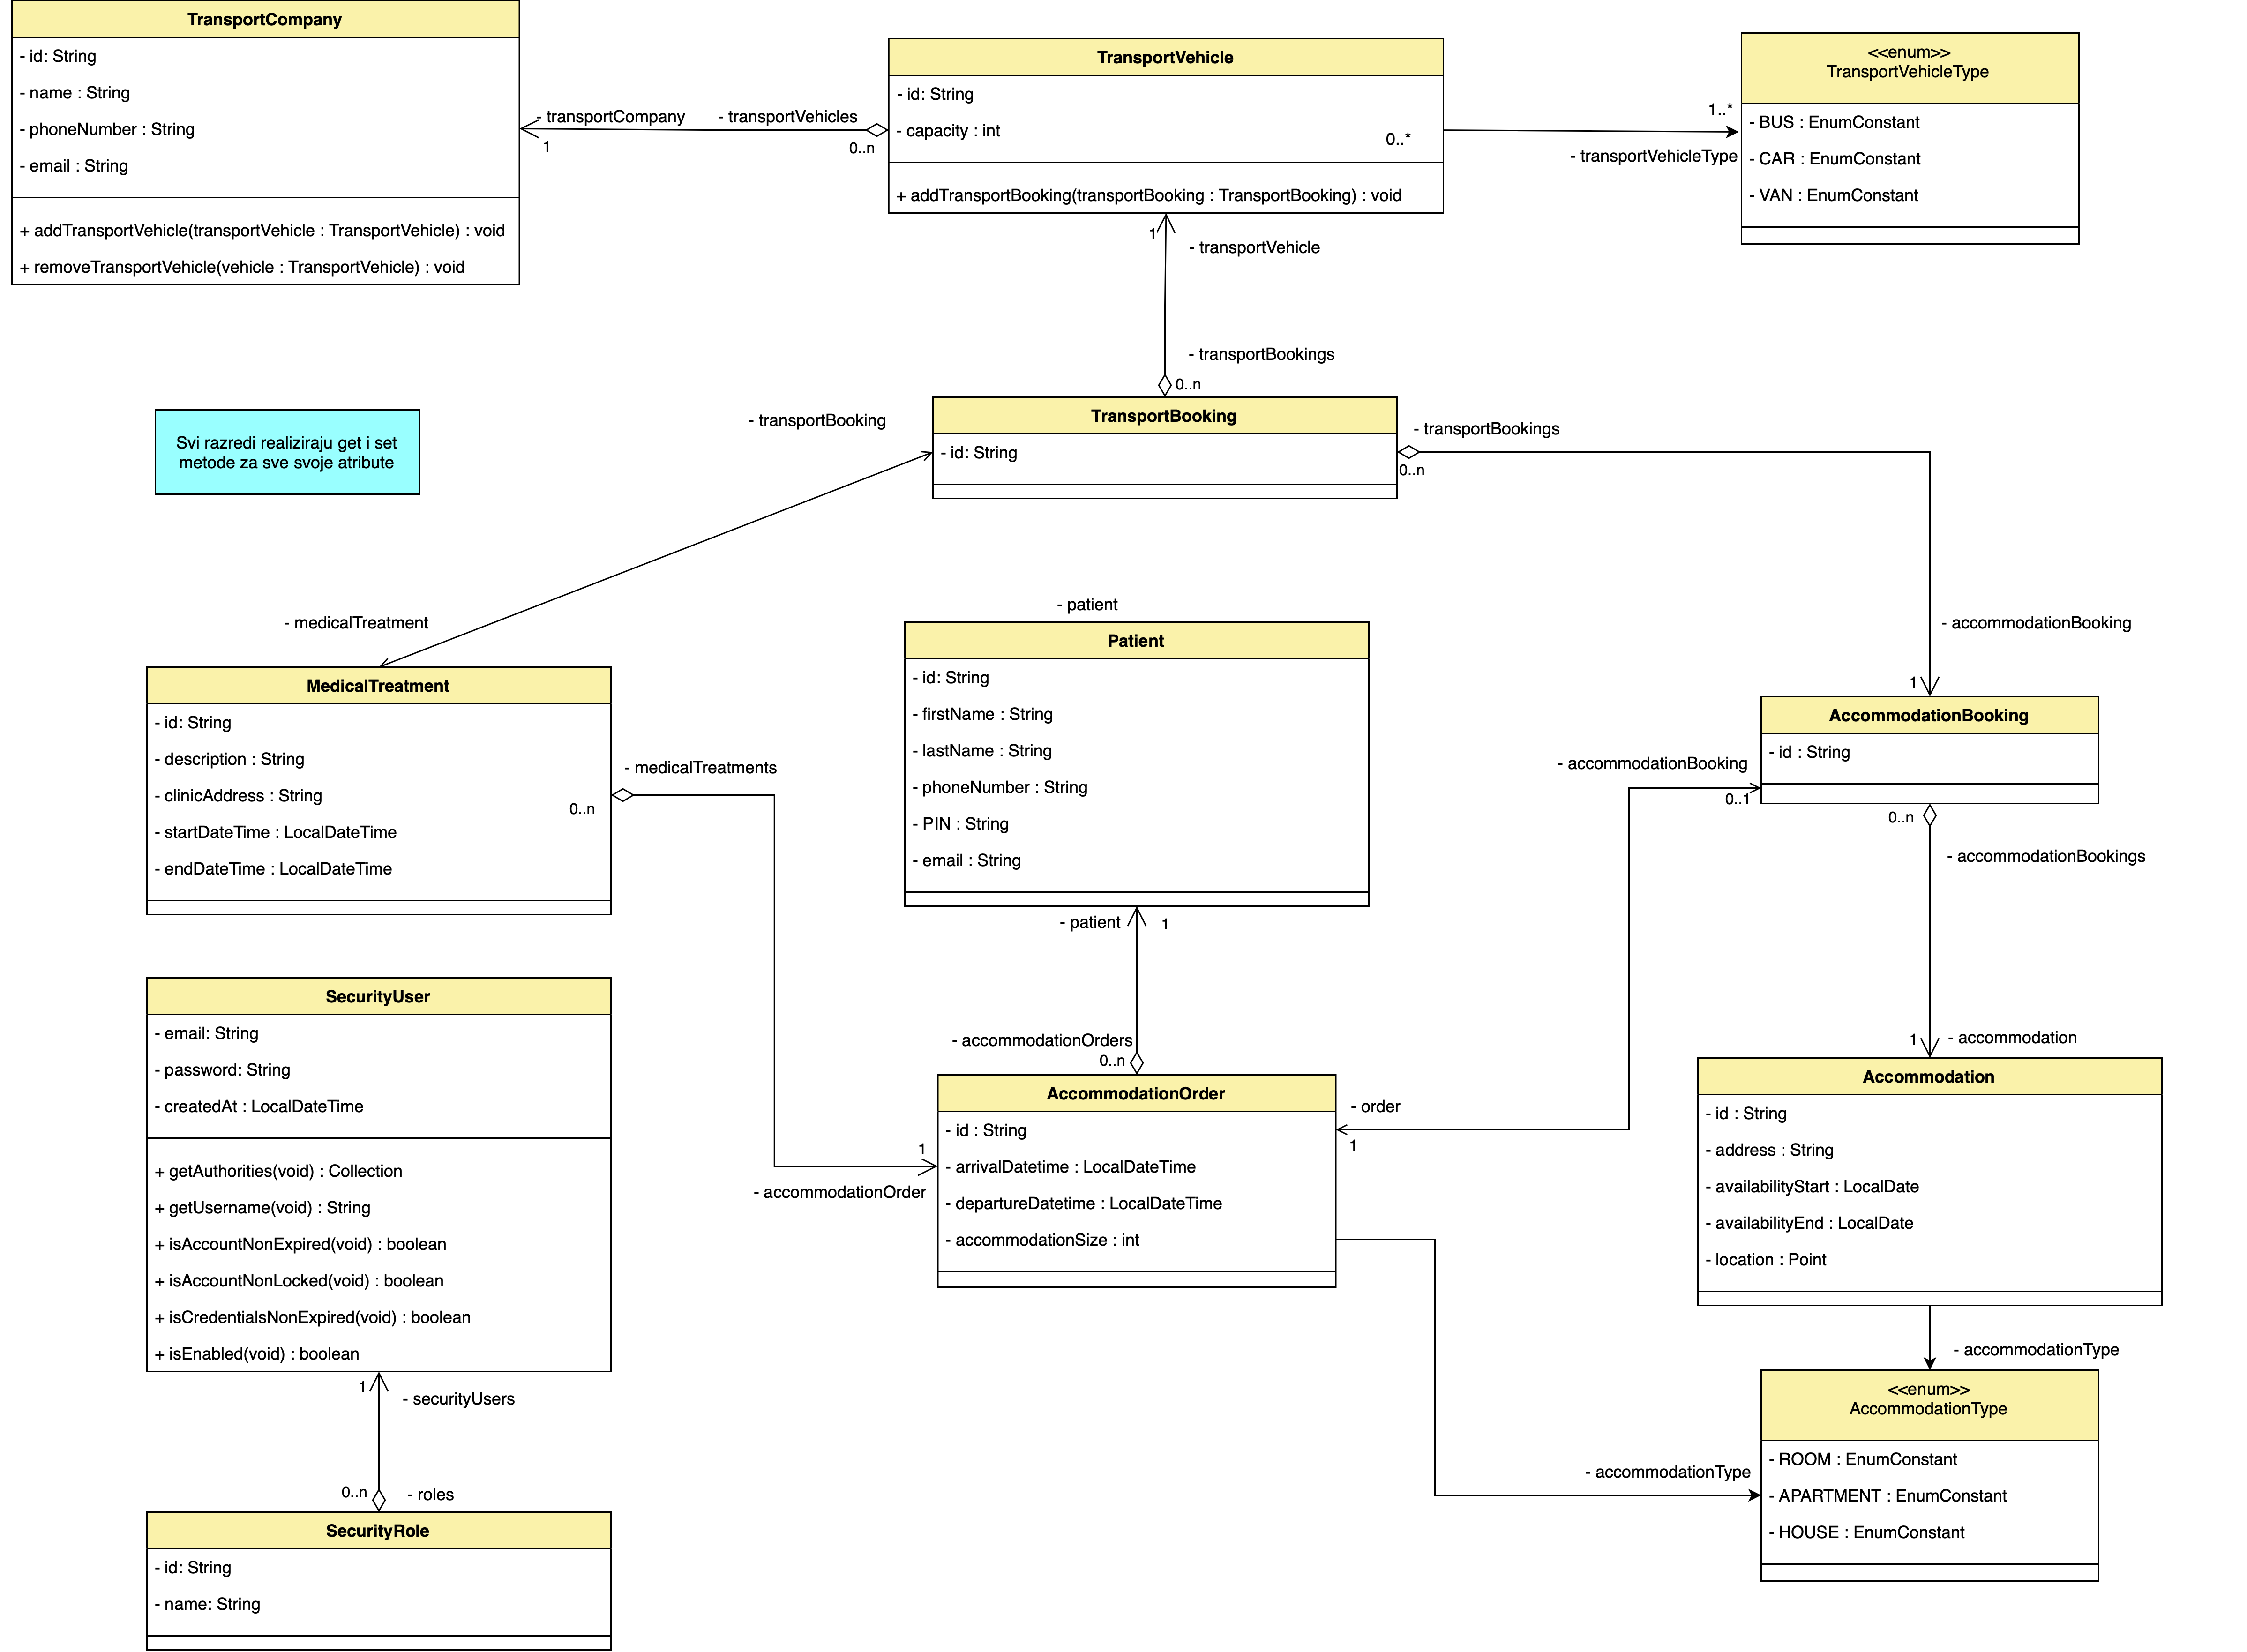 TransportCompany
- id: String
- name : String
- phoneNumber : String
- email : String
+ addTransportVehicle(transportVehicle : TransportVehicle) : void
+ removeTransportVehicle(vehicle : TransportVehicle) : void
- transportCompany
1
- transportVehicles
0..n
TransportVehicle
- id: String
- capacity : int
0..*
+ addTransportBooking(transportBooking : TransportBooking) : void
1..*
- transportVehicleType
<<enum>>
TransportVehicleType
- BUS : EnumConstant
- CAR : EnumConstant
- VAN : EnumConstant
1
- transportVehicle
- transportBookings
0..n
Svi razredi realiziraju get i set
metode za sve svoje atribute
- transportBooking
TransportBooking
- id: String
- transportBookings
0..n
- medicalTreatment
- accommodationBooking
1
MedicalTreatment
- id: String
- description : String
- clinicAddress : String
- startDateTime : LocalDateTime
- endDateTime : LocalDateTime
0..n
- medicalTreatments
- patient
Patient
- id: String
- firstName : String
- lastName : String
- phoneNumber : String
- PIN : String
- email : String
- patient
1
AccommodationBooking
- id : String
- accommodationBooking
0..1
0..n
- accommodationBookings
SecurityUser
- email: String
- password: String
- createdAt : LocalDateTime
+ getAuthorities(void) : Collection
+ getUsername(void) : String
+ isAccountNonExpired(void) : boolean
+ isAccountNonLocked(void) : boolean
+ isCredentialsNonExpired(void) : boolean
+ isEnabled(void) : boolean
- accommodationOrders
0..n
AccommodationOrder
- id : String
- arrivalDatetime : LocalDateTime
- departureDatetime : LocalDateTime
- accommodationSize : int
1
- accommodationOrder
- order
1
1
- accommodation
Accommodation
- id : String
- address : String
- availabilityStart : LocalDate
- availabilityEnd : LocalDate
- location : Point
- accommodationType
1
- securityUsers
0..n
- roles
SecurityRole
- id: String
- name: String
- accommodationType
<<enum>>
AccommodationType
- ROOM : EnumConstant
- APARTMENT : EnumConstant
- HOUSE : EnumConstant